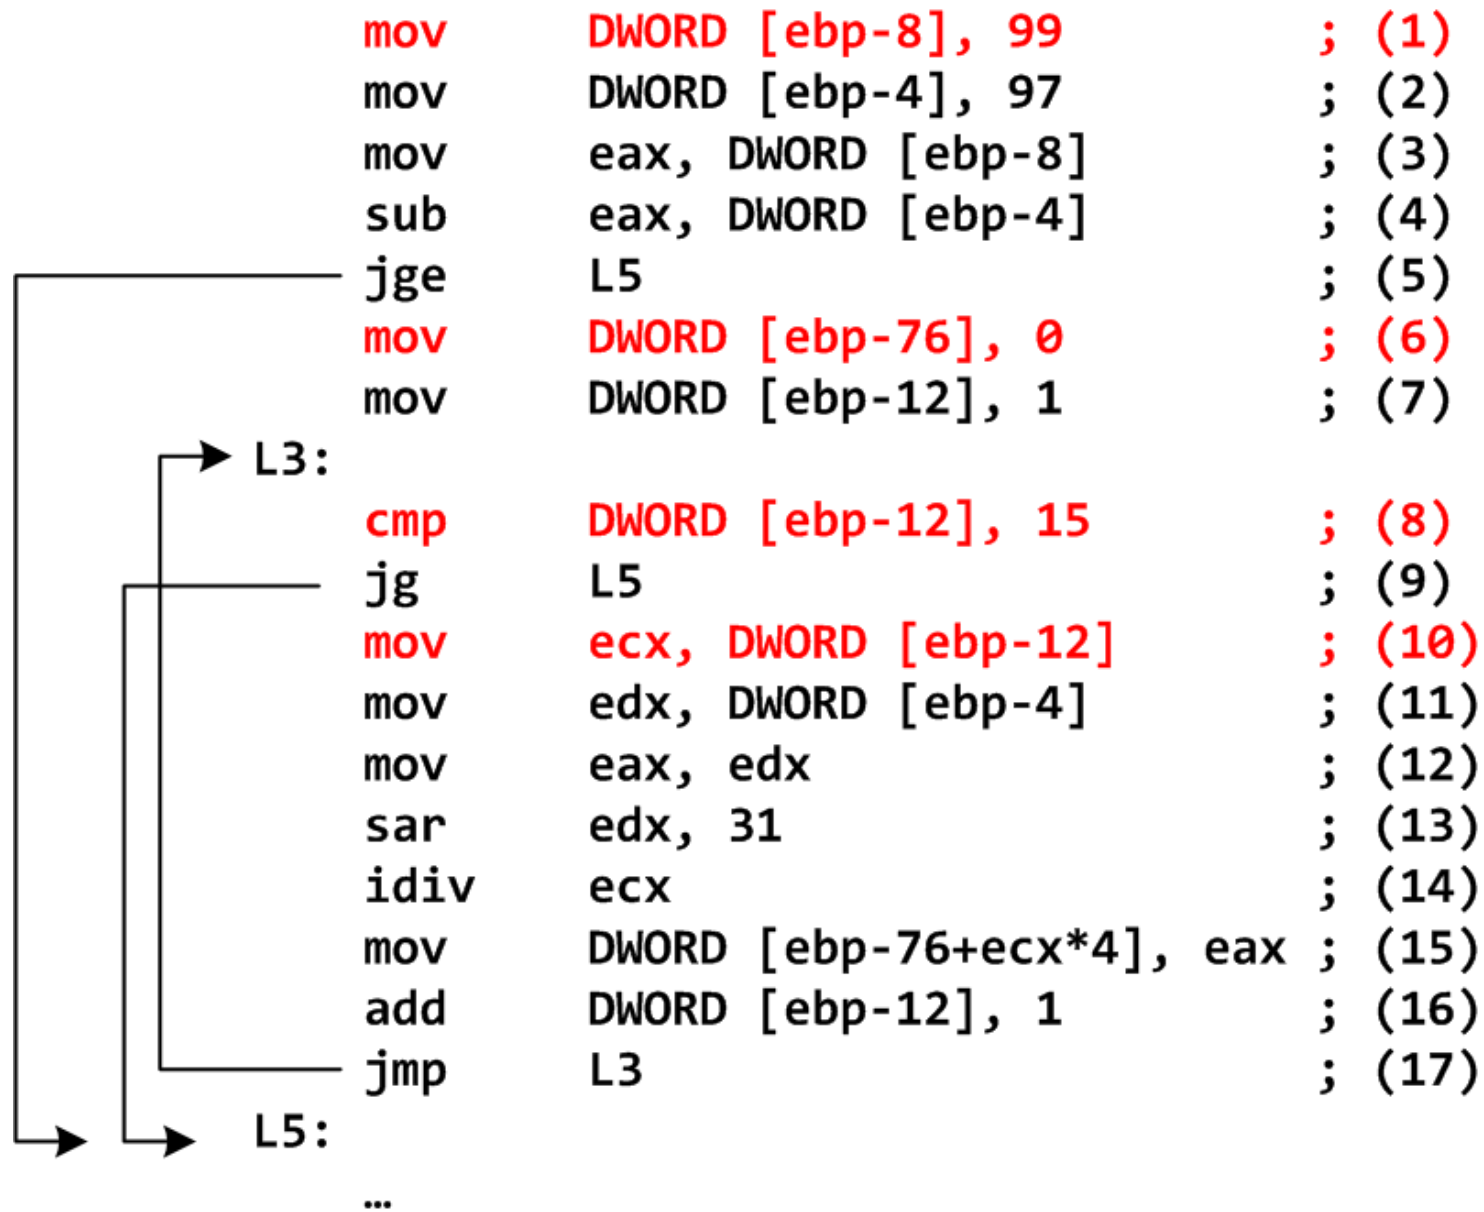 mov DWORD [ebp-8], 99 ; (1)
mov DWORD [ebp-4], 97 ; (2)
mov eax, DWORD [ebp-8] ; (3)
sub eax, DWORD [ebp-4] ; (4)
jge L5 ; (5)
mov DWORD [ebp-76], 0 ; (6)
mov DWORD [ebp-12], 1 ; (7)
L3:
cmp DWORD [ebp-12], 15 ; (8)
jg L5 ; (9)
mov ecx, DWORD [ebp-12] ; (10)
mov edx, DWORD [ebp-4] ; (11)
mov eax, edx ; (12)
sar edx, 31 ; (13)
idiv ecx ; (14)
mov DWORD [ebp-76+ecx*4], eax ; (15)
add DWORD [ebp-12], 1 ; (16)
jmp L3 ; (17)
L5:
…